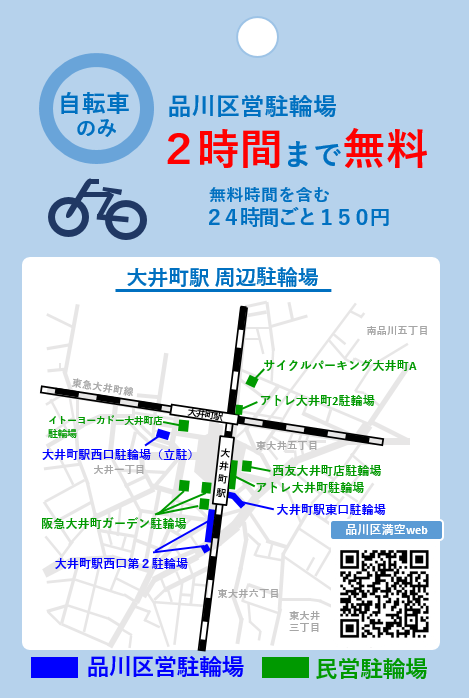 自転車
のみ
品川区営駐輪場
２時間まで無料
無料時間を含む
２４時間ごと１５０円
大井町駅 周辺駐輪場
南品川五丁目
サイクルパーキング大井町A
東急大井町線
アトレ大井町2駐輪場
大井町駅
イトーヨーカドー大井町店
駐輪場
東大井五丁目
大井町駅西口駐輪場（立駐）
大井一丁目
大井町駅
西友大井町店駐輪場
アトレ大井町駐輪場
大井町駅東口駐輪場
阪急大井町ガーデン駐輪場
品川区満空web
大井町駅西口第２駐輪場
東大井六丁目
東大井
三丁目
品川区営駐輪場
民営駐輪場